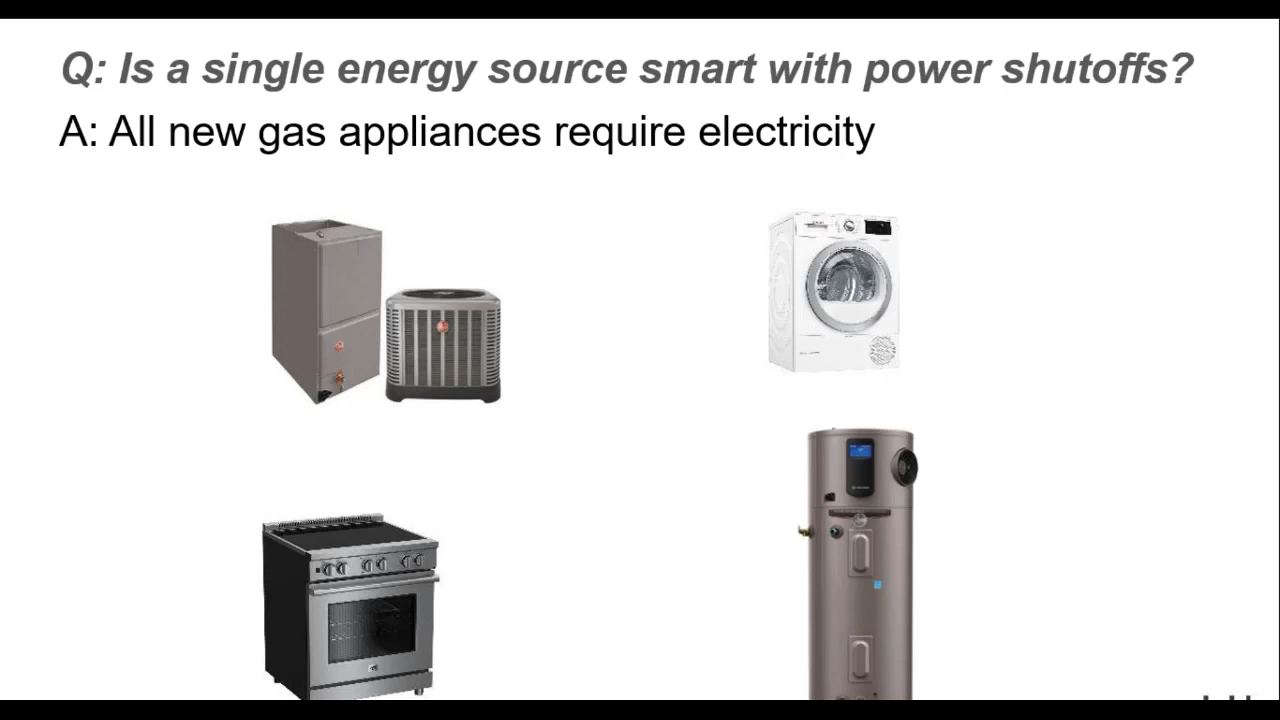 Q: Is a single energy source smart with power shutoffs?
A: All new gas appliances require electricity